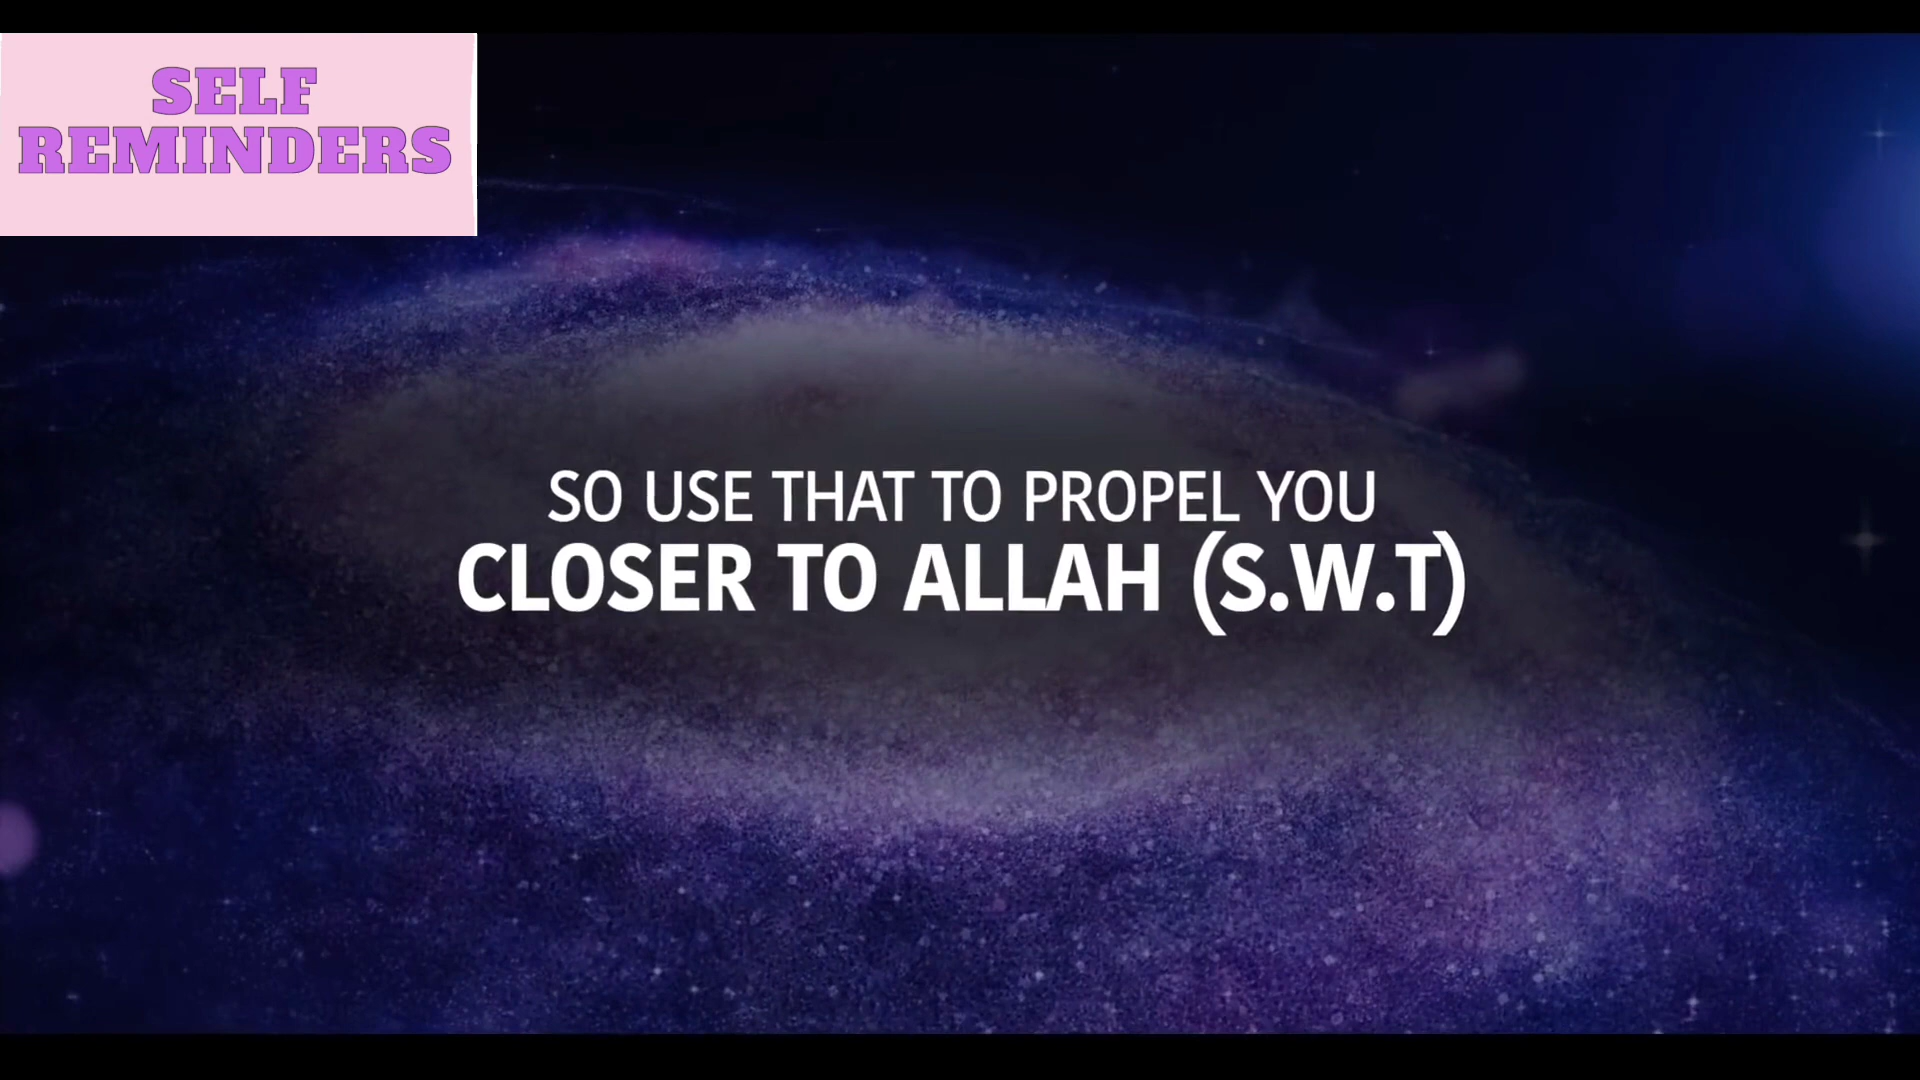 SELF
REMINDERS
SO USE THAT TO PROPEL YOU
CLOSER TO ALLAH (S.W.T)